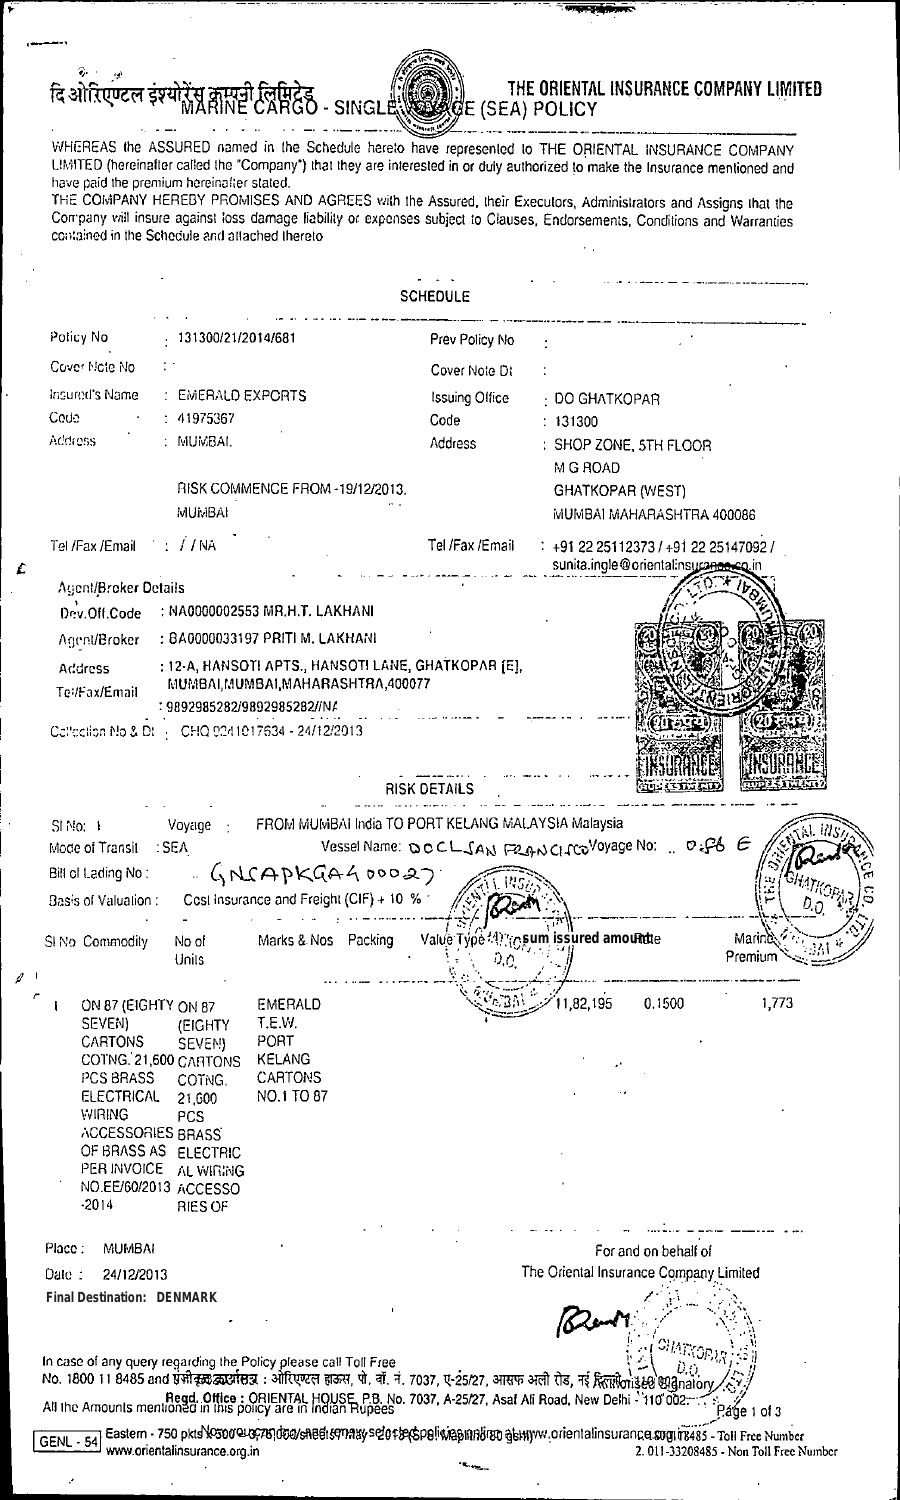 दि ओरिएण्टल इंश्योरेंस कम्पनी लिमिटेड
THE ORIENTAL INSURANCE COMPANY LIMITED
MARINE CARGO - SINGLE VOYAGE (SEA) POLICY
WHEREAS the ASSURED named in the Schedule hereto have represented to THE ORIENTAL INSURANCE COMPANY
LIMITED (hereinafter called the "Company") that they are interested in or duly authorized to make the Insurance mentioned and
have paid the premium hereinafter stated.
THE COMPANY HEREBY PROMISES AND AGREES with the Assured, their Executors, Administrators and Assigns that the
Company will insure against loss damage liability or expenses subject to Clauses, Endorsements, Conditions and Warranties
contained in the Schedule and attached thereto
SCHEDULE
Policy No : 131300/21/2014/681 Prev Policy No :
Cover Note No : Cover Note Dt :
Insured's Name : EMERALD EXPORTS Issuing Office : DO GHATKOPAR
Code : 41975367 Code : 131300
Address : MUMBAI. Address : SHOP ZONE, 5TH FLOOR
M G ROAD
RISK COMMENCE FROM -19/12/2013. GHATKOPAR (WEST)
MUMBAI MUMBAI MAHARASHTRA 400086
Tel /Fax /Email : / / NA Tel /Fax /Email : +91 22 25112373 / +91 22 25147092 /
sunita.ingle@orientalinsurance.co.in
Agent/Broker Details
Dev.Off.Code : NA0000002553 MR.H.T. LAKHANI
Agent/Broker : BA0000033197 PRITI M. LAKHANI
Address : 12-A, HANSOTI APTS., HANSOTI LANE, GHATKOPAR [E],
MUMBAI,MUMBAI,MAHARASHTRA,400077
Tel/Fax/Email : 9892985282/9892985282//NA
Collection No & Dt : CHQ 0241017634 - 24/12/2013
INSURANCE INSURANCE
RISK DETAILS
Sl No: 1 Voyage : FROM MUMBAI India TO PORT KELANG MALAYSIA Malaysia
Mode of Transit : SEA Vessel Name: OOCL SAN FRANCISCO Voyage No:
Bill of Lading No :
Basis of Valuation : Cost Insurance and Freight (CIF) + 10 %
Sl No Commodity No of Units Marks & Nos Packing Value Type sum issured amount Rate Marine Premium
1 ON 87 (EIGHTY ON 87 EMERALD 11,82,195 0.1500 1,773
SEVEN) (EIGHTY T.E.W.
CARTONS SEVEN) PORT
COTNG. 21,600 CARTONS KELANG
PCS BRASS COTNG. CARTONS
ELECTRICAL 21,600 NO.1 TO 87
WIRING PCS
ACCESSORIES BRASS
OF BRASS AS ELECTRIC
PER INVOICE AL WIRING
NO.EE/60/2013 ACCESSO
-2014 RIES OF
Place : MUMBAI For and on behalf of
Date : 24/12/2013 The Oriental Insurance Company Limited
Final Destination: DENMARK
GHATKOPAR
D.O.
In case of any query regarding the Policy please call Toll Free
No. 1800 11 8485 and : ओरिएण्टल हाऊस, पो. बॉ. नं. 7037, ए-25/27, आसफ अली रोड, नई
Regd. Office : ORIENTAL HOUSE, P.B. No. 7037, A-25/27, Asaf Ali Road, New Delhi - 110 002.
All the Amounts mentioned in this policy are in Indian Rupees
Page 1 of 3
GENL - 54 Eastern - 750 pkts
www.orientalinsurance.org.in 2. 011-33208485 - Non Toll Free Number